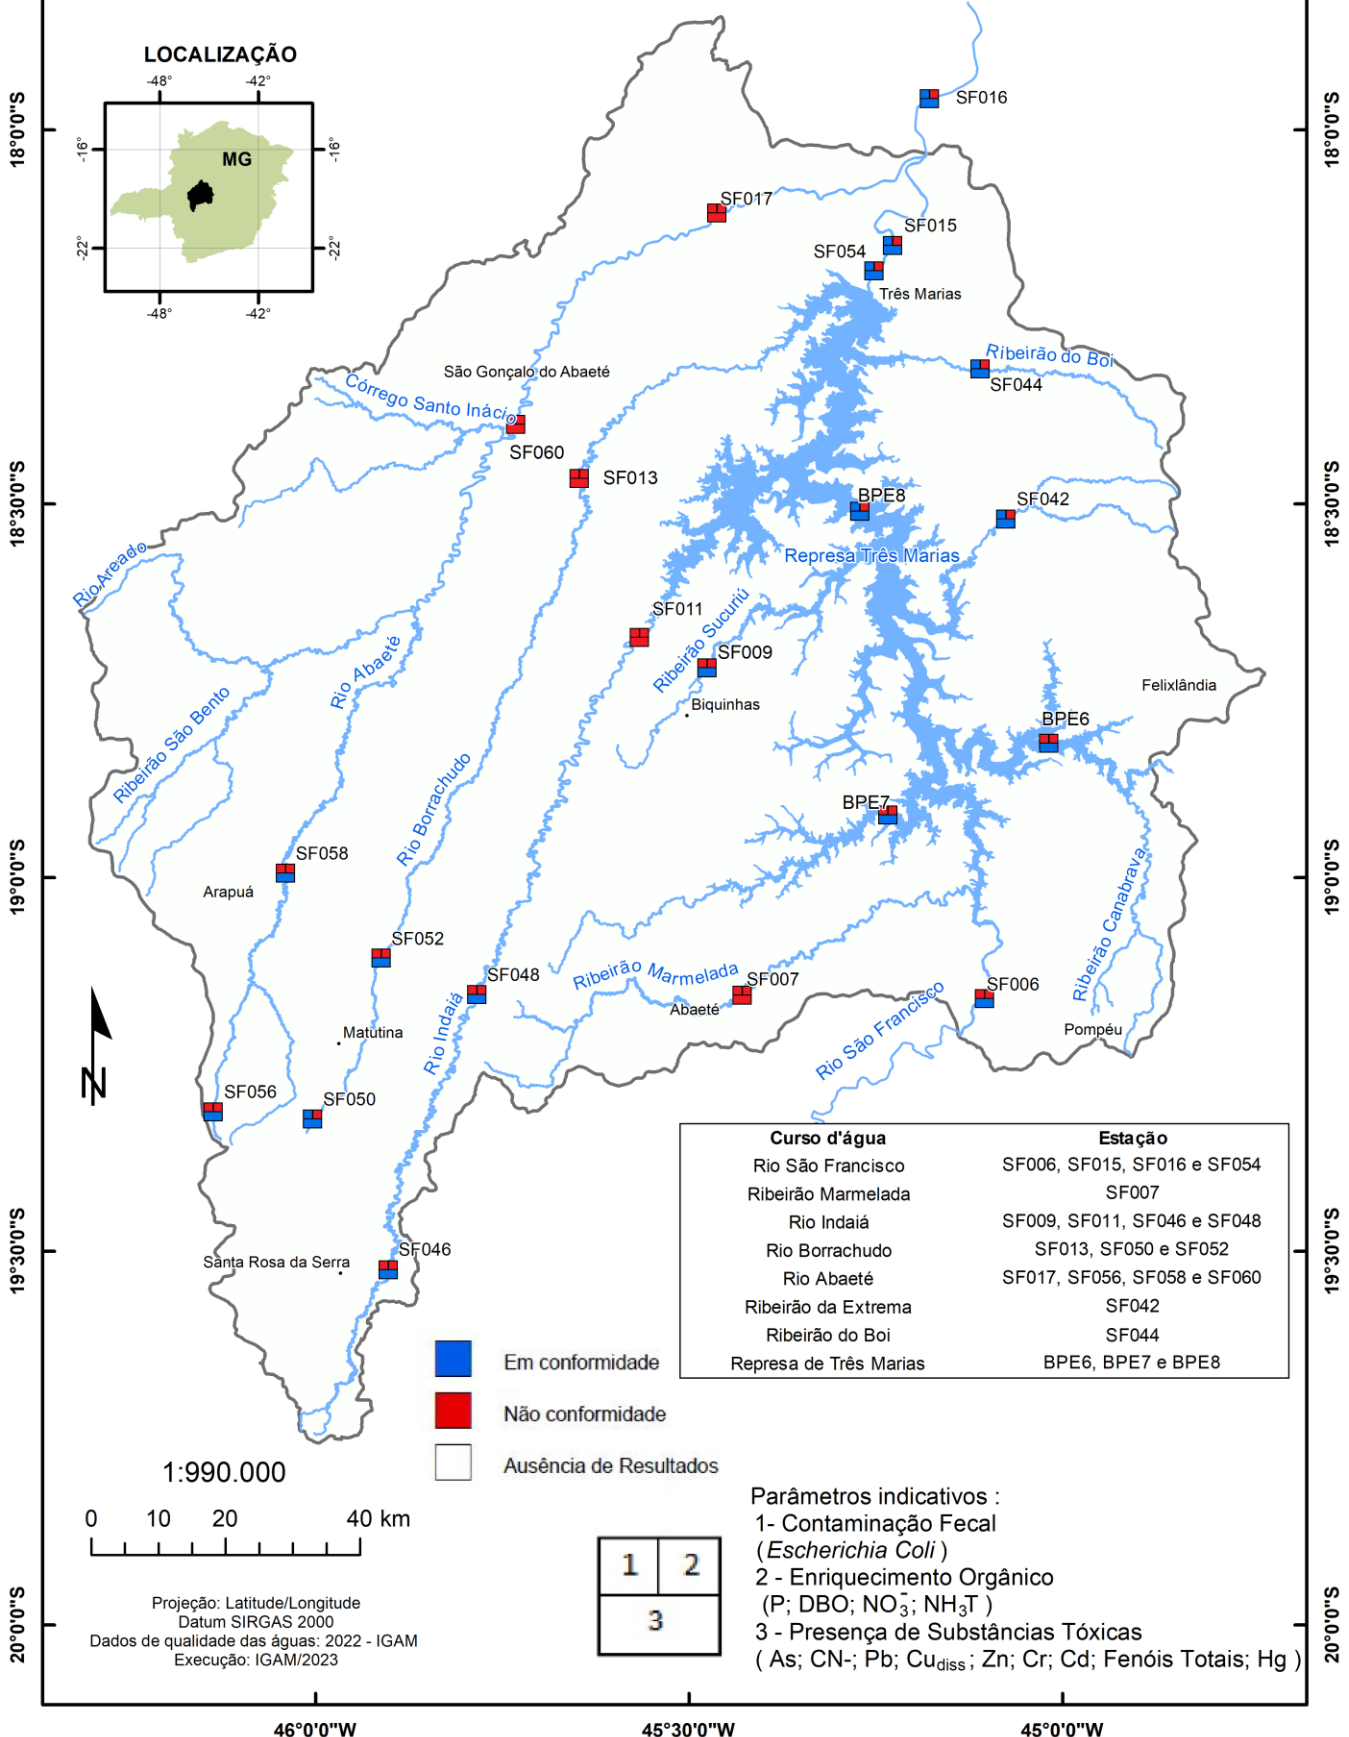 LOCALIZAÇÃO
-48°
-42°
-16°
-16°
MG
-22°
-22°
-48°
-42°
18°0'0"S
18°0'0"S
SF016
SF017
SF015
SF054
Três Marias
Ribeirão do Boi
São Gonçalo do Abaeté
SF044
Córrego Santo Inácio
SF060
SF013
BPE8
SF042
18°30'0"S
18°30'0"S
Represa Três Marias
Rio Areado
SF011
Ribeirão Sucuriú
SF009
Rio Abaeté
Felixlândia
Biquinhas
Ribeirão São Bento
BPE6
Rio Borrachudo
BPE7
SF058
Arapuá
19°0'0"S
19°0'0"S
Ribeirão Canabrava
SF052
SF048
Ribeirão Marmelada
SF007
SF006
Abaeté
Rio Indaiá
Rio São Francisco
Pompéu
Matutina
N
SF056
SF050
Curso d'água Estação
Rio São Francisco SF006, SF015, SF016 e SF054
Ribeirão Marmelada SF007
Rio Indaiá SF009, SF011, SF046 e SF048
Rio Borrachudo SF013, SF050 e SF052
Rio Abaeté SF017, SF056, SF058 e SF060
Ribeirão da Extrema SF042
Ribeirão do Boi SF044
Represa de Três Marias BPE6, BPE7 e BPE8
19°30'0"S
19°30'0"S
SF046
Santa Rosa da Serra
Em conformidade
Não conformidade
Ausência de Resultados
1:990.000
0 10 20 40 km
Projeção: Latitude/Longitude
Datum SIRGAS 2000
Dados de qualidade das águas: 2022 - IGAM
Execução: IGAM/2023
1 2
3
Parâmetros indicativos :
1- Contaminação Fecal
(Escherichia Coli )
2 - Enriquecimento Orgânico
(P; DBO; NO₃⁻; NH₃T )
3 - Presença de Substâncias Tóxicas
( As; CN-; Pb; Cudiss; Zn; Cr; Cd; Fenóis Totais; Hg )
20°0'0"S
20°0'0"S
46°0'0"W
45°30'0"W
45°0'0"W